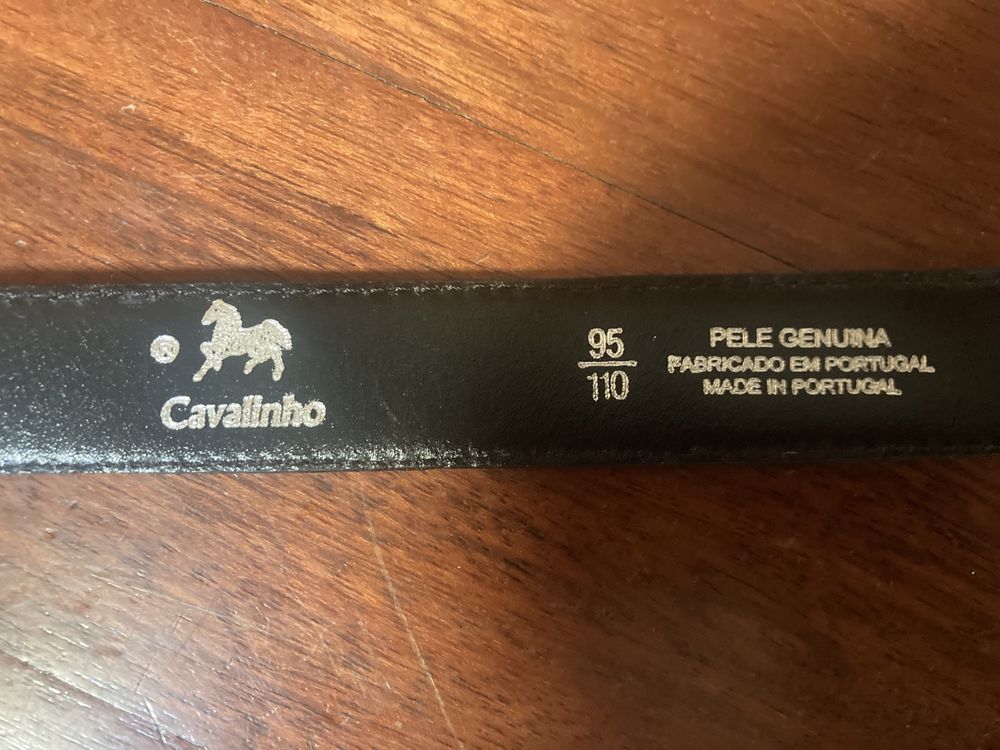 ®
Cavalinho
95
110
PELE GENUINA
FABRICADO EM PORTUGAL
MADE IN PORTUGAL